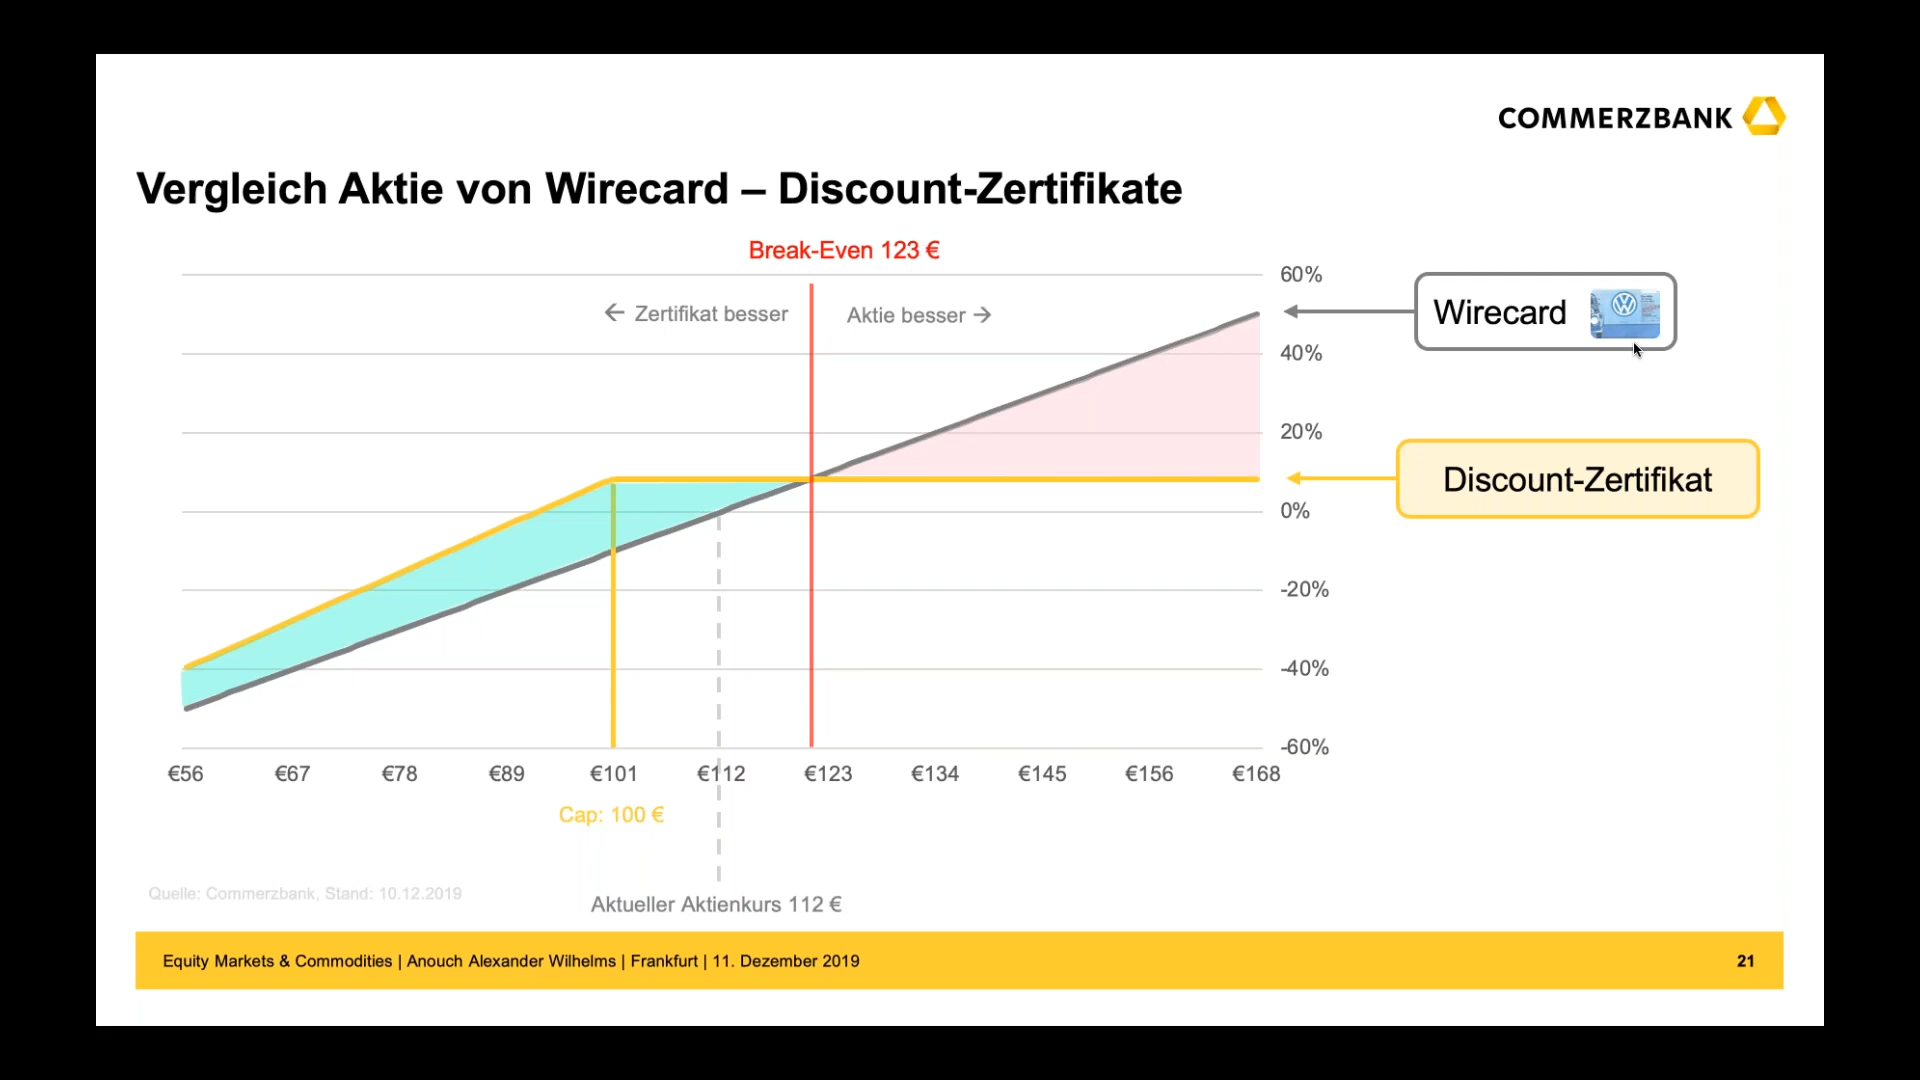 COMMERZBANK
Vergleich Aktie von Wirecard – Discount-Zertifikate
Break-Even 123 €
← Zertifikat besser
Aktie besser →
60%
40%
20%
0%
-20%
-40%
-60%
Wirecard
Discount-Zertifikat
€56 €67 €78 €89 €101 €112 €123 €134 €145 €156 €168
Cap: 100 €
Quelle: Commerzbank, Stand: 10.12.2019
Aktueller Aktienkurs 112 €
Equity Markets & Commodities | Anouch Alexander Wilhelms | Frankfurt | 11. Dezember 2019
21